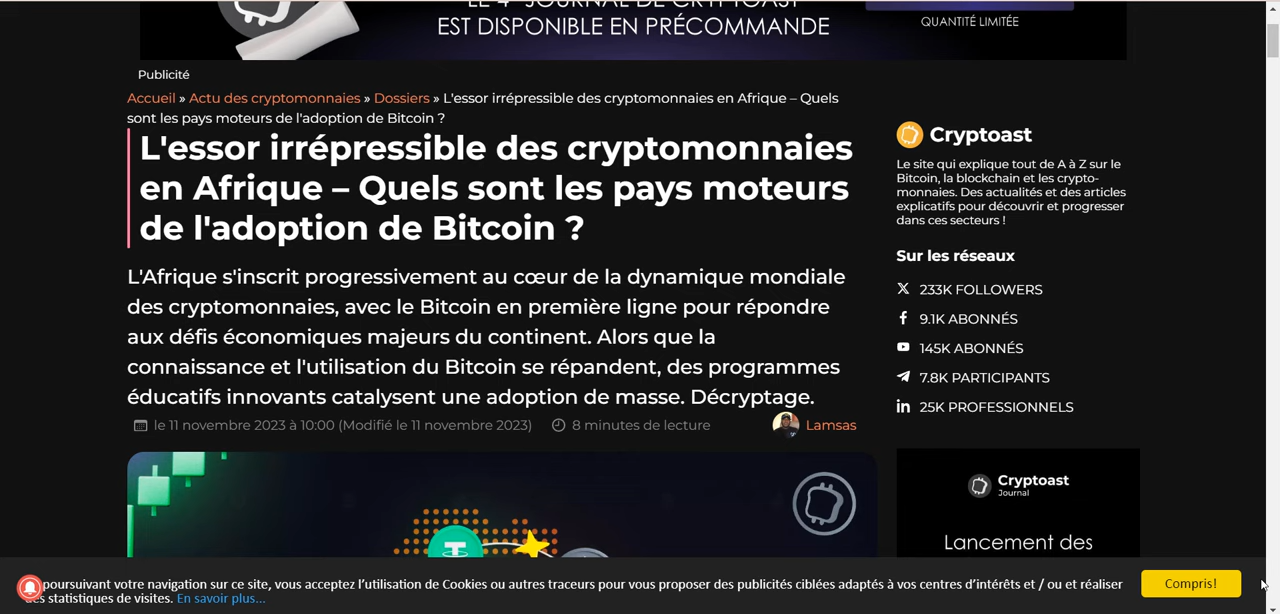 EST DISPONIBLE EN PRÉCOMMANDE
QUANTITÉ LIMITÉE
Publicité
Accueil » Actu des cryptomonnaies » Dossiers » L'essor irrépressible des cryptomonnaies en Afrique – Quels
sont les pays moteurs de l'adoption de Bitcoin ?
L'essor irrépressible des cryptomonnaies
en Afrique – Quels sont les pays moteurs
de l'adoption de Bitcoin ?
L'Afrique s'inscrit progressivement au cœur de la dynamique mondiale
des cryptomonnaies, avec le Bitcoin en première ligne pour répondre
aux défis économiques majeurs du continent. Alors que la
connaissance et l'utilisation du Bitcoin se répandent, des programmes
éducatifs innovants catalysent une adoption de masse. Décryptage.
le 11 novembre 2023 à 10:00 (Modifié le 11 novembre 2023) 8 minutes de lecture Lamsas
Cryptoast
Le site qui explique tout de A à Z sur le
Bitcoin, la blockchain et les crypto-
monnaies. Des actualités et des articles
explicatifs pour découvrir et progresser
dans ces secteurs !
Sur les réseaux
233K FOLLOWERS
9.1K ABONNÉS
145K ABONNÉS
7.8K PARTICIPANTS
25K PROFESSIONNELS
Cryptoast
Journal
Lancement des
poursuivant votre navigation sur ce site, vous acceptez l'utilisation de Cookies ou autres traceurs pour vous proposer des publicités ciblées adaptés à vos centres d'intérêts et / ou et réaliser
des statistiques de visites. En savoir plus...
Compris!